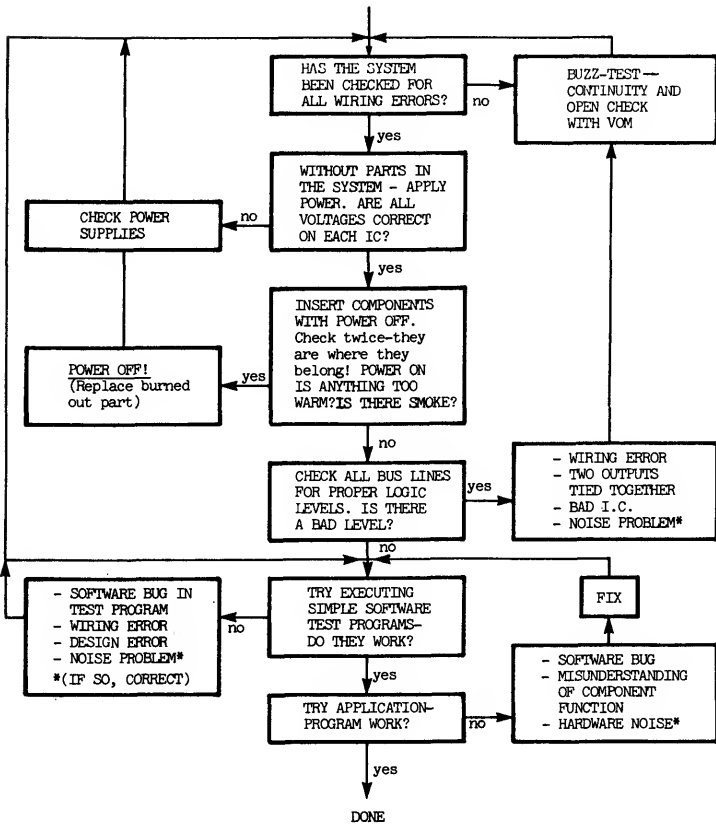 HAS THE SYSTEM
BEEN CHECKED FOR
ALL WIRING ERRORS?
no
BUZZ-TEST—
CONTINUITY AND
OPEN CHECK
WITH VOM
yes
WITHOUT PARTS IN
THE SYSTEM - APPLY
POWER. ARE ALL
VOLTAGES CORRECT
ON EACH IC?
no
CHECK POWER
SUPPLIES
yes
INSERT COMPONENTS
WITH POWER OFF.
Check twice-they
are where they
belong! POWER ON
IS ANYTHING TOO
WARM?IS THERE SMOKE?
yes
POWER OFF!
(Replace burned
out part)
no
CHECK ALL BUS LINES
FOR PROPER LOGIC
LEVELS. IS THERE
A BAD LEVEL?
yes
- WIRING ERROR
- TWO OUTPUTS
TIED TOGETHER
- BAD I.C.
- NOISE PROBLEM*
no
TRY EXECUTING
SIMPLE SOFTWARE
TEST PROGRAMS-
DO THEY WORK?
no
- SOFTWARE BUG IN
TEST PROGRAM
- WIRING ERROR
- DESIGN ERROR
- NOISE PROBLEM*
*(IF SO, CORRECT)
yes
TRY APPLICATION-
PROGRAM WORK?
no
- SOFTWARE BUG
- MISUNDERSTANDING
OF COMPONENT
FUNCTION
- HARDWARE NOISE*
FIX
yes
DONE